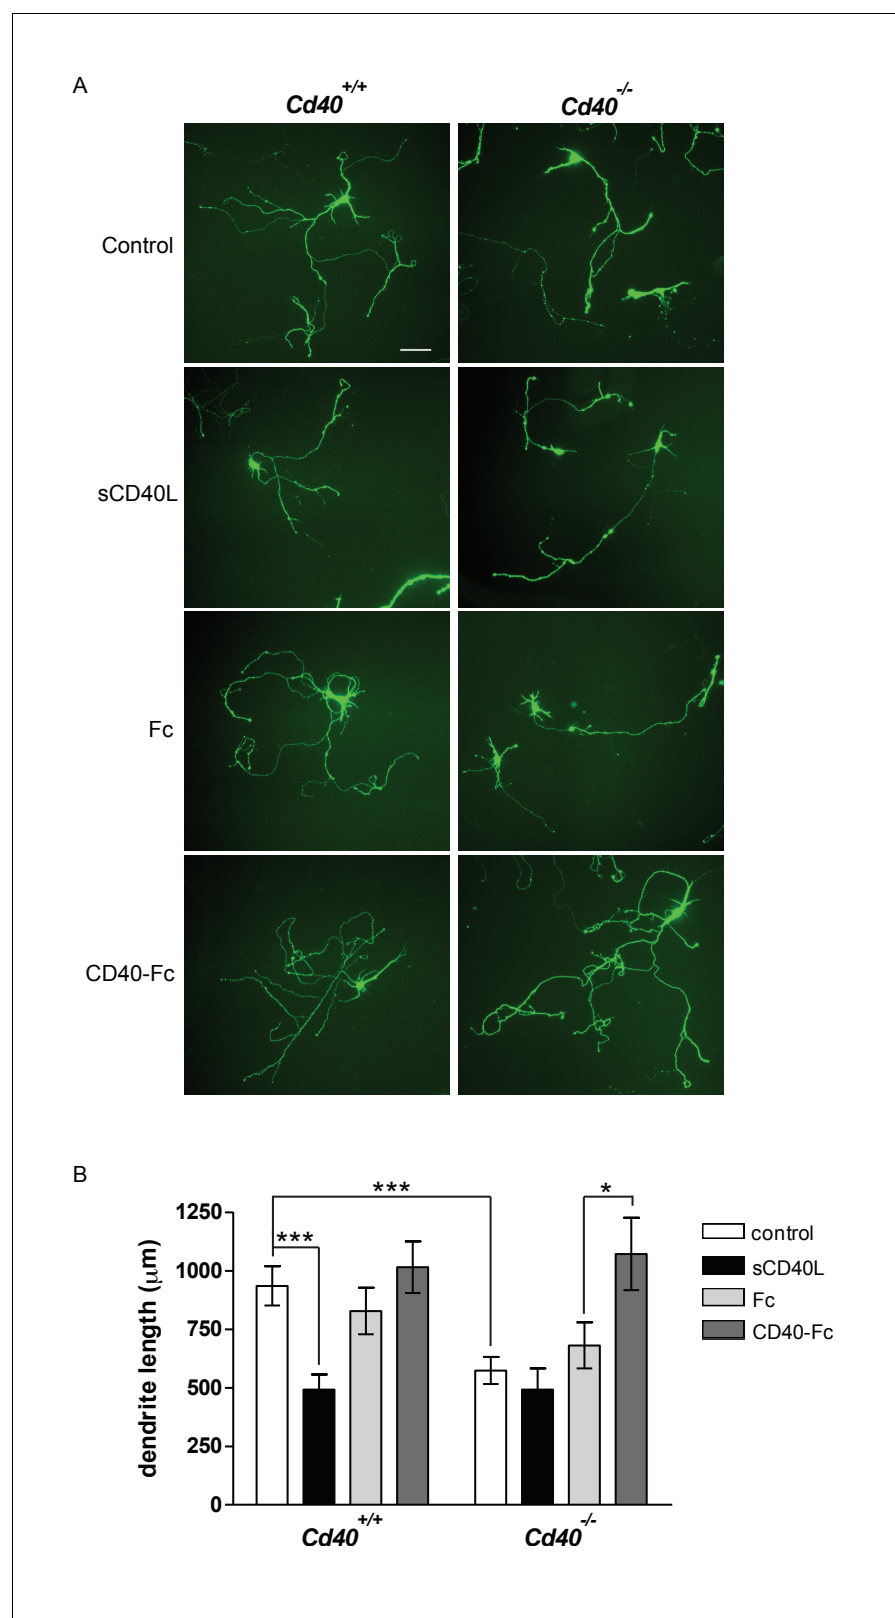 A
Cd40+/+ Cd40-/-
Control
sCD40L
Fc
CD40-Fc
B
*** *
***
1250
1000
750
500
250
0
dendrite length (μm)
control
sCD40L
Fc
CD40-Fc
Cd40+/+ Cd40-/-